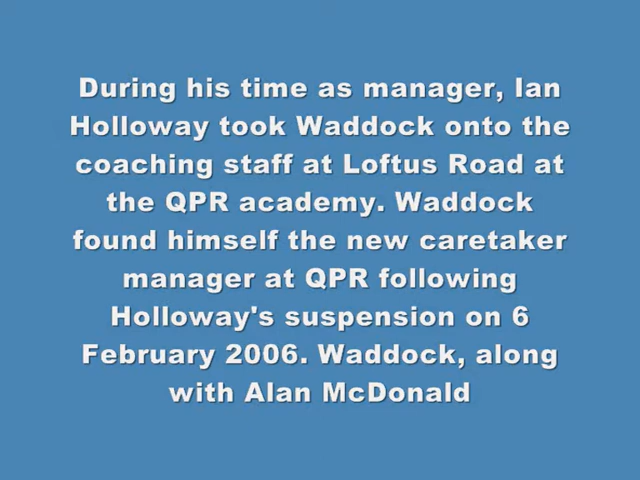 During his time as manager, Ian
Holloway took Waddock onto the
coaching staff at Loftus Road at
the QPR academy. Waddock
found himself the new caretaker
manager at QPR following
Holloway's suspension on 6
February 2006. Waddock, along
with Alan McDonald